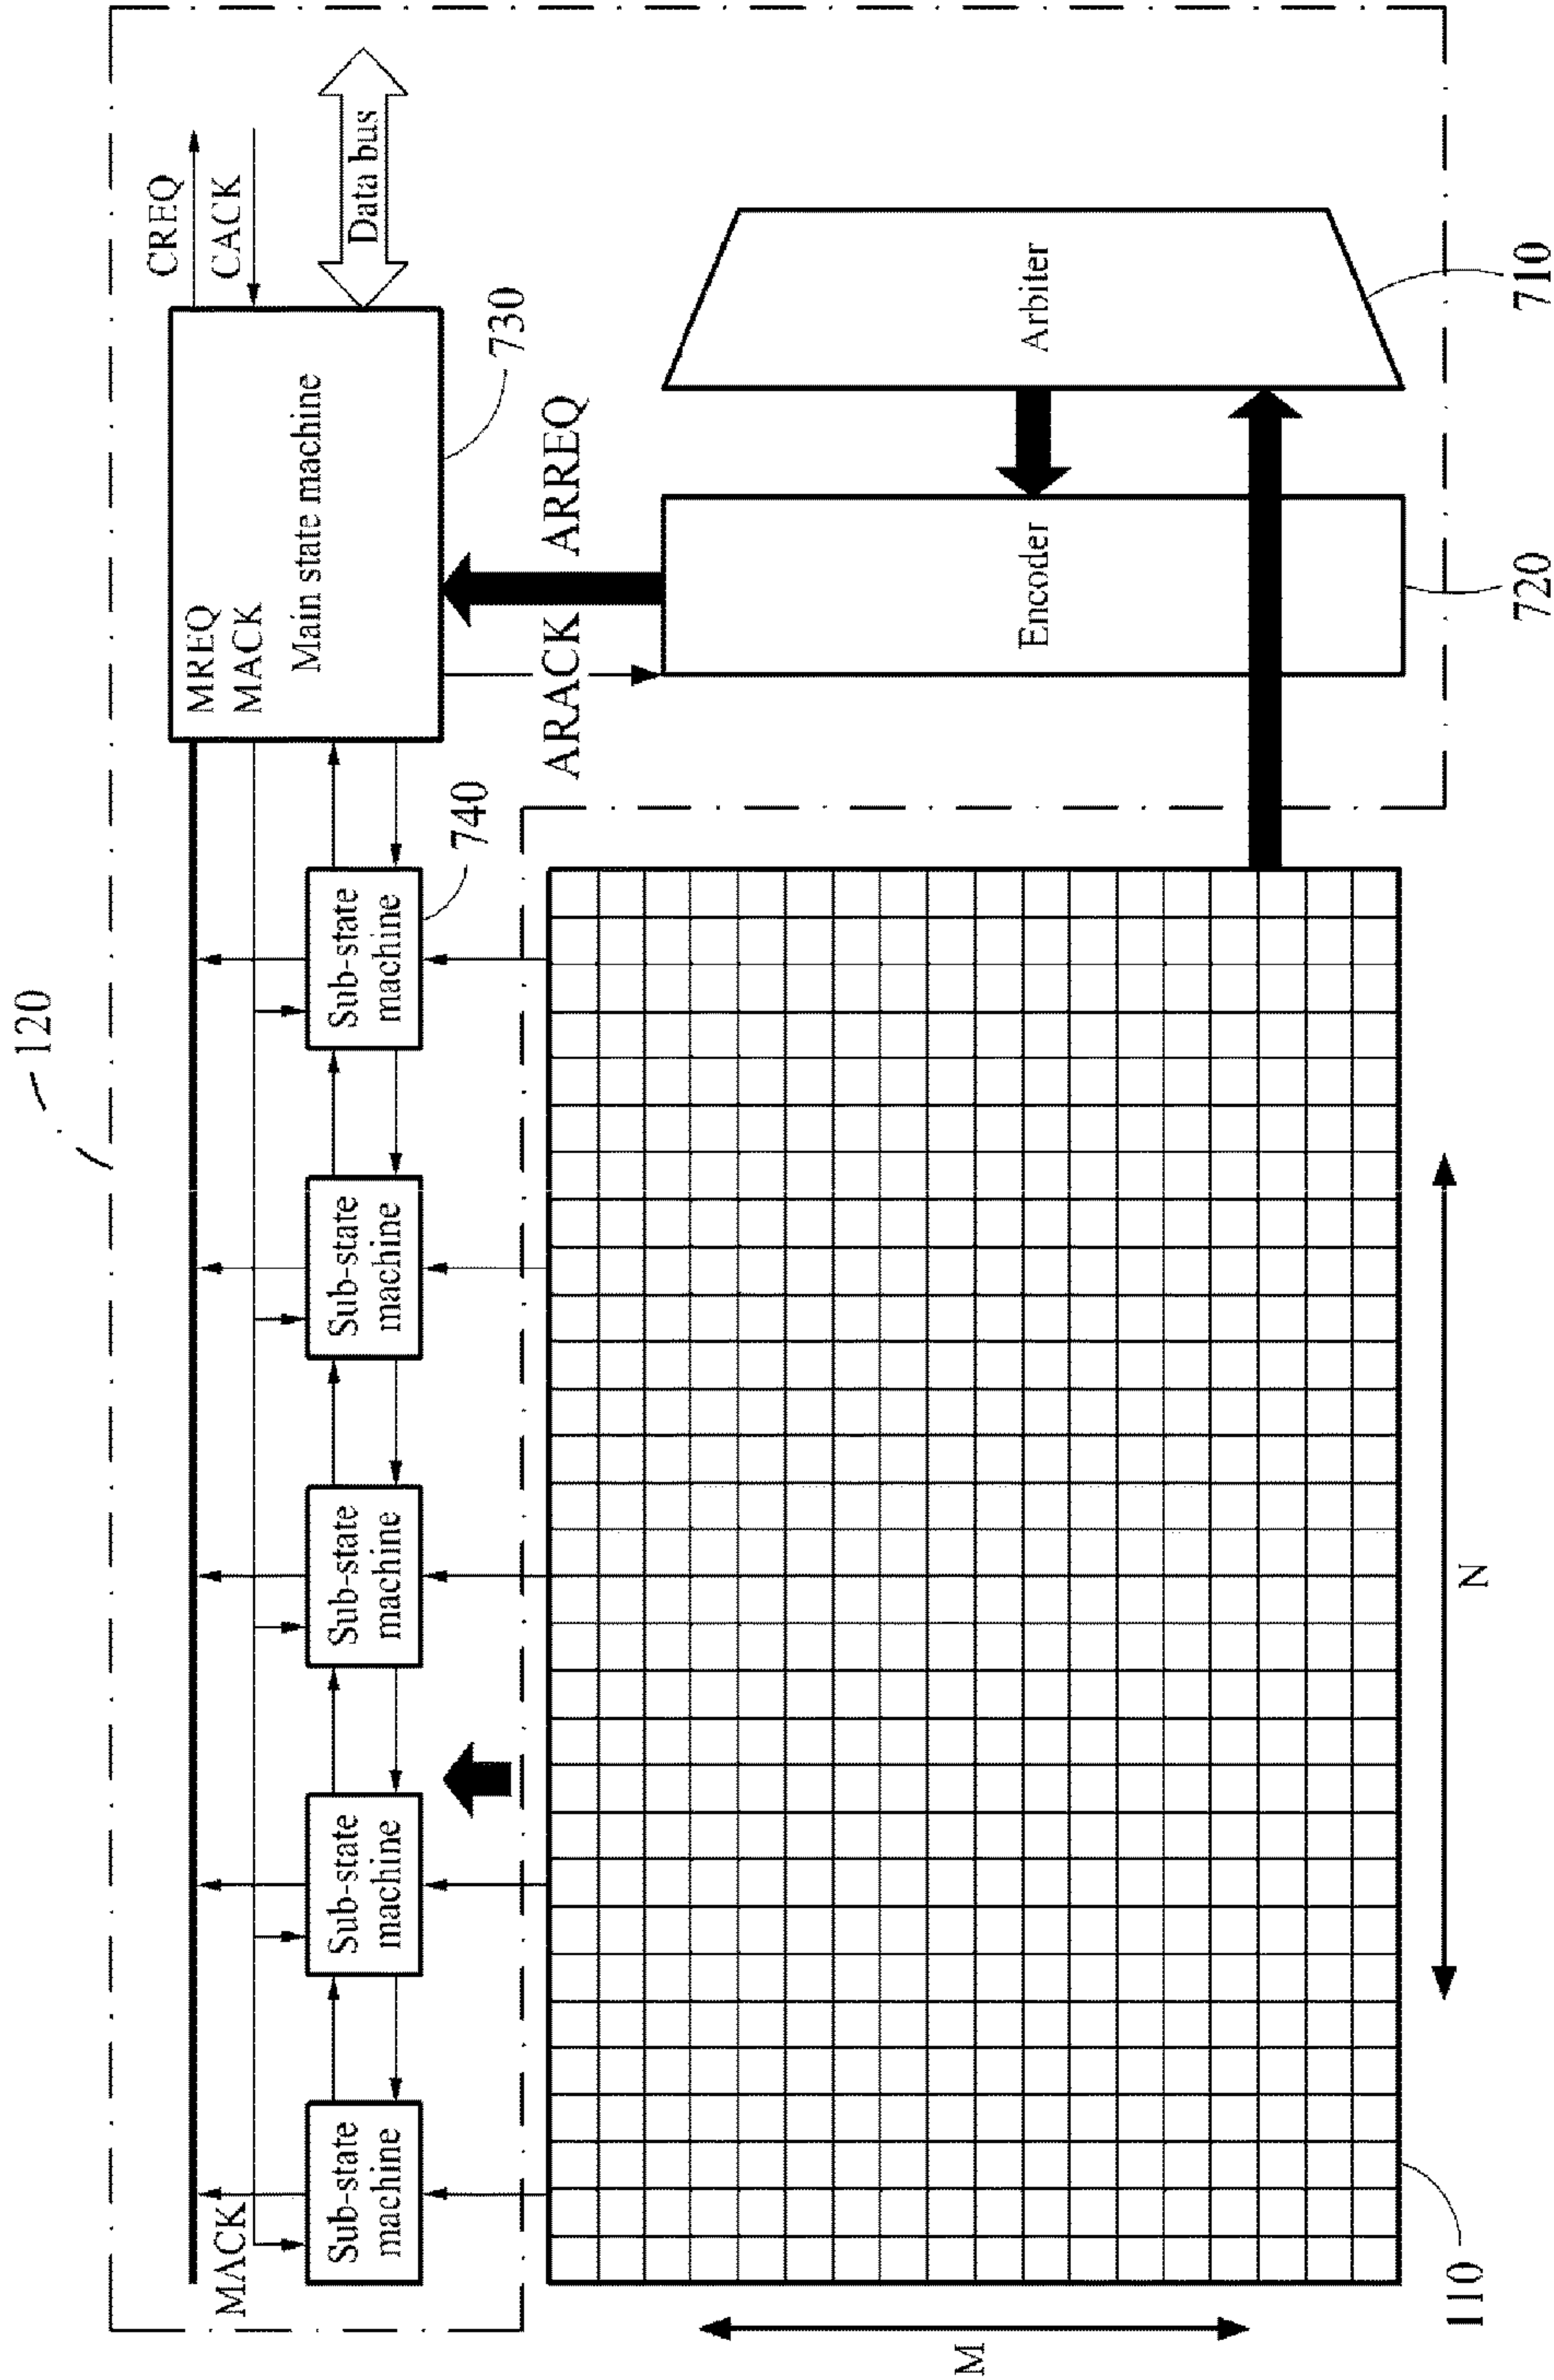 120
CREQ
CACK
Data bus
MREQ
MACK
Main state machine
730
MACK
Sub-state
machine
Sub-state
machine
Sub-state
machine
Sub-state
machine
Sub-state
machine
740
ARACK ARREQ
Encoder
720
Arbiter
710
M
N
110